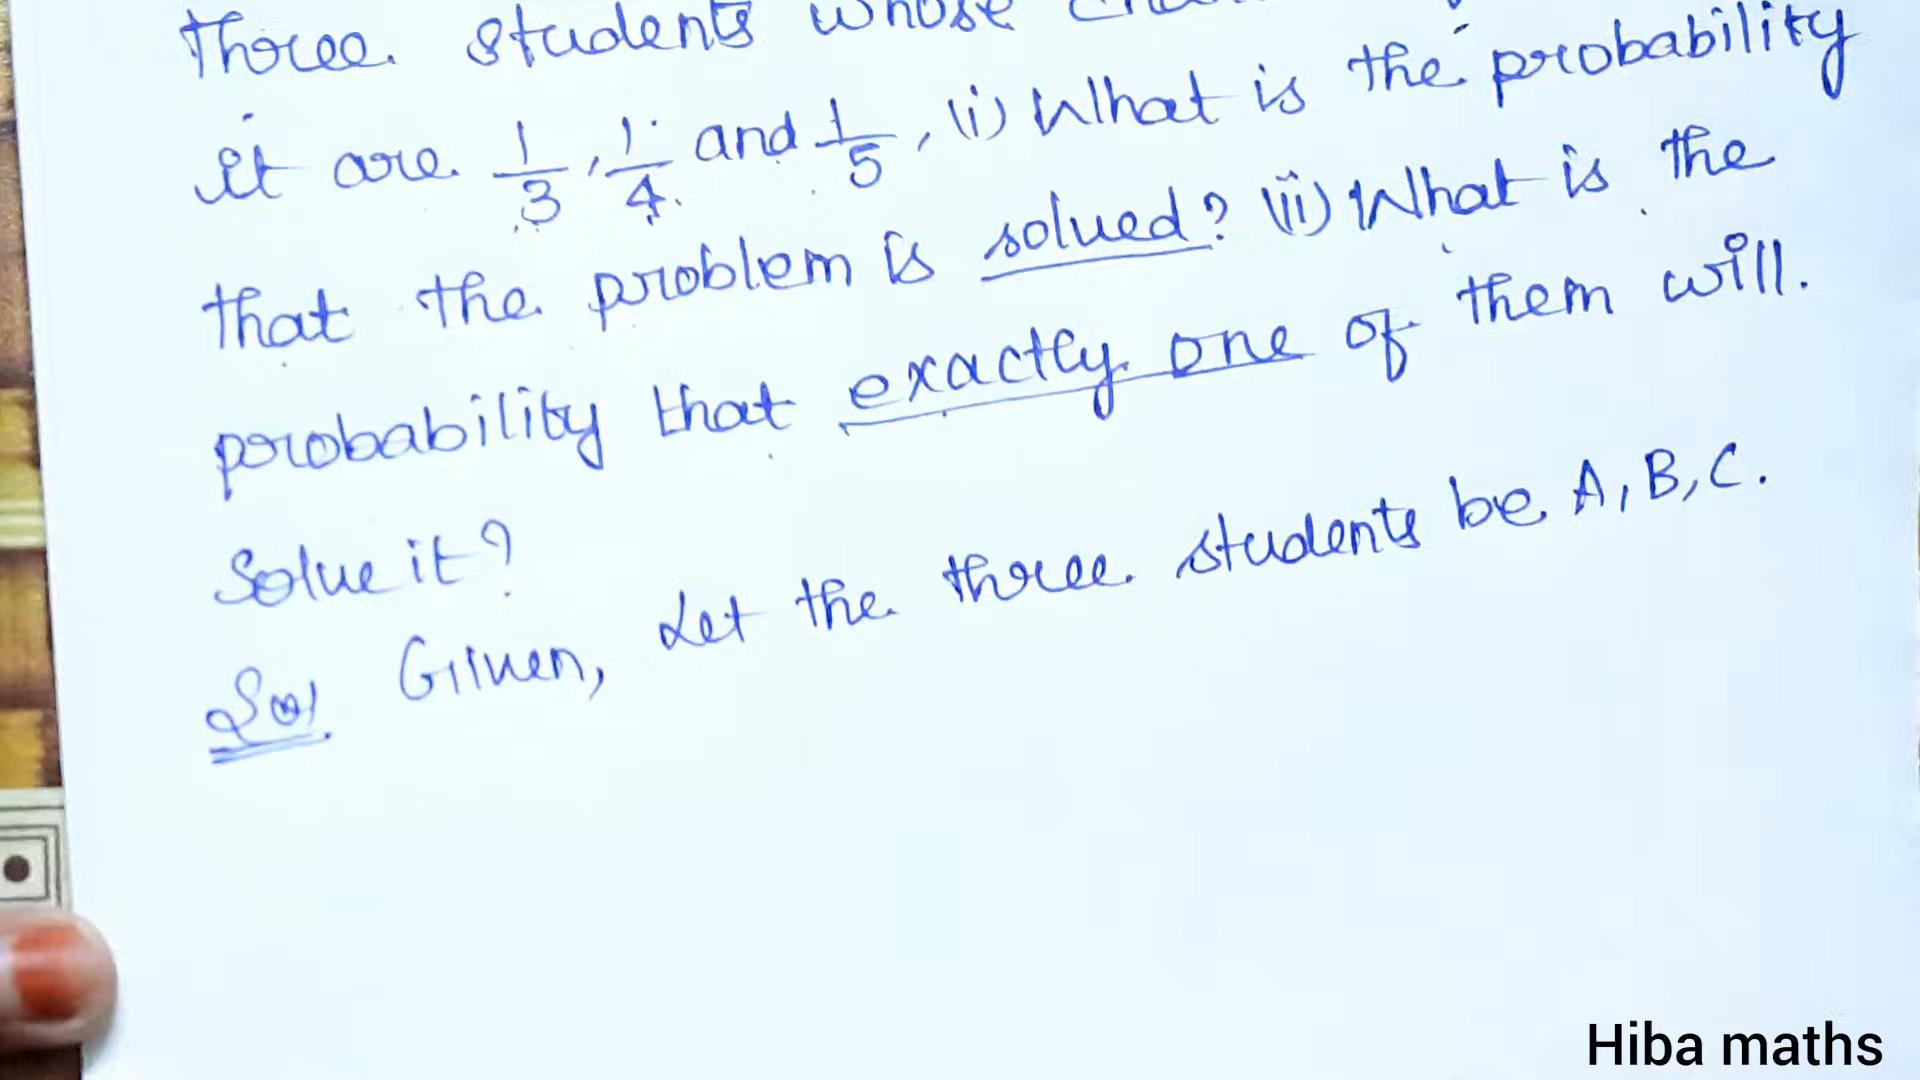 Three. students whose
it are 1/3, 1/4 and 1/5, (i) What is the probability
that the problem is solved? (ii) What is the
probability that exactly one of them will.
Solve it?
Sol Given, Let the three students be A, B, C.
Hiba maths